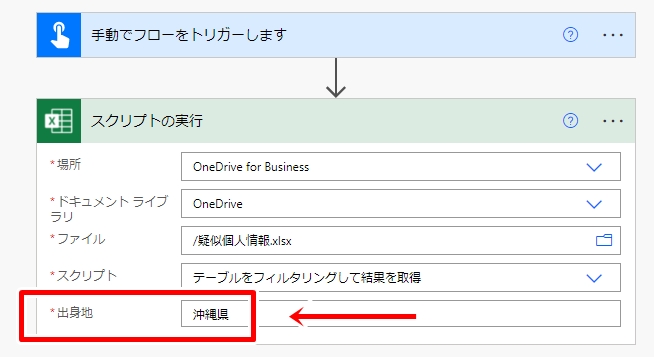 手動でフローをトリガーします
スクリプトの実行
*場所
OneDrive for Business
*ドキュメント ライブ
ラリ
OneDrive
*ファイル
/疑似個人情報.xlsx
*スクリプト
テーブルをフィルタリングして結果を取得
*出身地
沖縄県